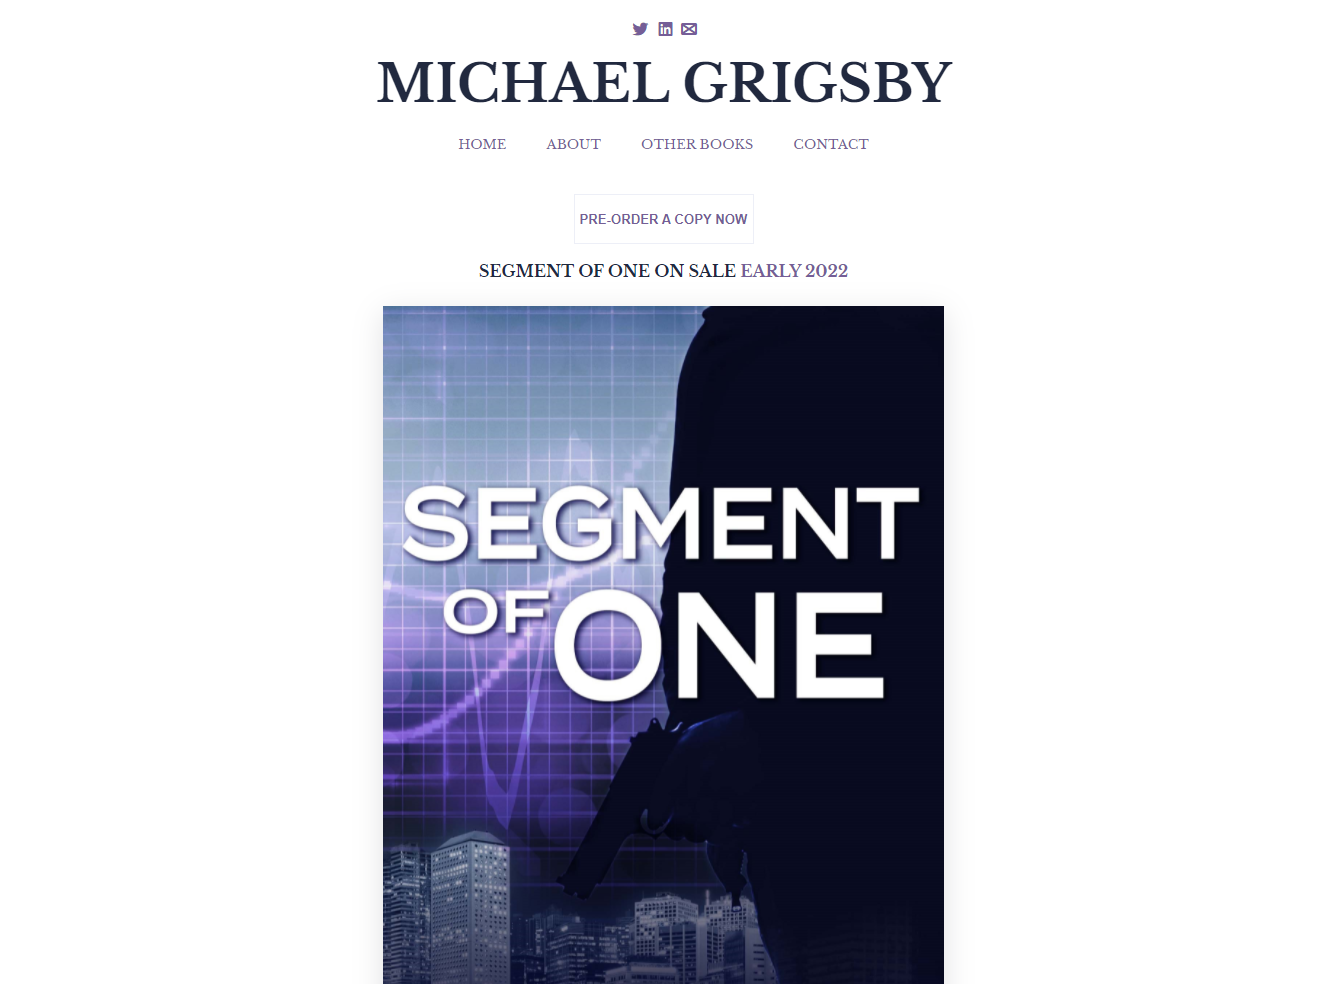 MICHAEL GRIGSBY
HOME ABOUT OTHER BOOKS CONTACT
PRE-ORDER A COPY NOW
SEGMENT OF ONE ON SALE EARLY 2022
SEGMENT
OF ONE